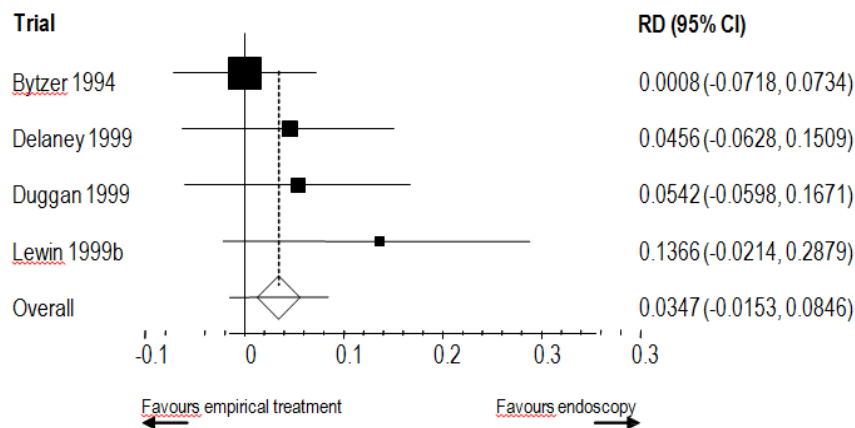 Trial RD (95% CI)
Bytzer 1994 0.0008 (-0.0718, 0.0734)
Delaney 1999 0.0456 (-0.0628, 0.1509)
Duggan 1999 0.0542 (-0.0598, 0.1671)
Lewin 1999b 0.1366 (-0.0214, 0.2879)
Overall 0.0347 (-0.0153, 0.0846)
-0.1 0 0.1 0.2 0.3 0.3
Favours empirical treatment Favours endoscopy